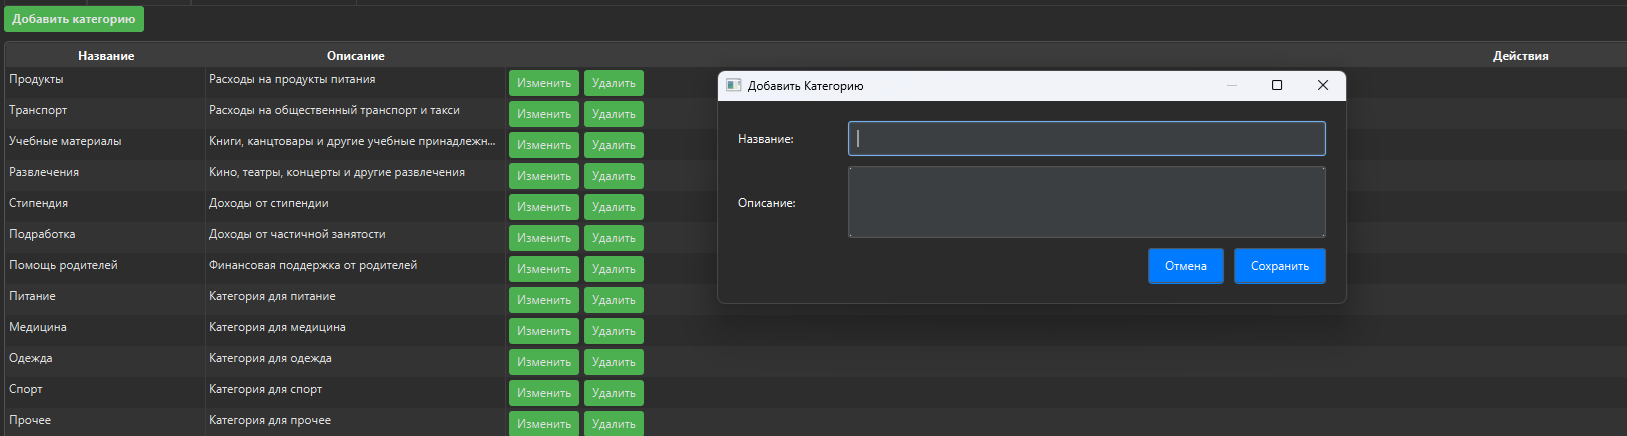 Добавить категорию
Название Описание Действия
Продукты Расходы на продукты питания Изменить Удалить
Транспорт Расходы на общественный транспорт и такси Изменить Удалить
Учебные материалы Книги, канцтовары и другие учебные принадлежн... Изменить Удалить
Развлечения Кино, театры, концерты и другие развлечения Изменить Удалить
Стипендия Доходы от стипендии Изменить Удалить
Подработка Доходы от частичной занятости Изменить Удалить
Помощь родителей Финансовая поддержка от родителей Изменить Удалить
Питание Категория для питание Изменить Удалить
Медицина Категория для медицина Изменить Удалить
Одежда Категория для одежда Изменить Удалить
Спорт Категория для спорт Изменить Удалить
Прочее Категория для прочее Изменить Удалить
Добавить Категорию
Название:
Описание:
Отмена Сохранить